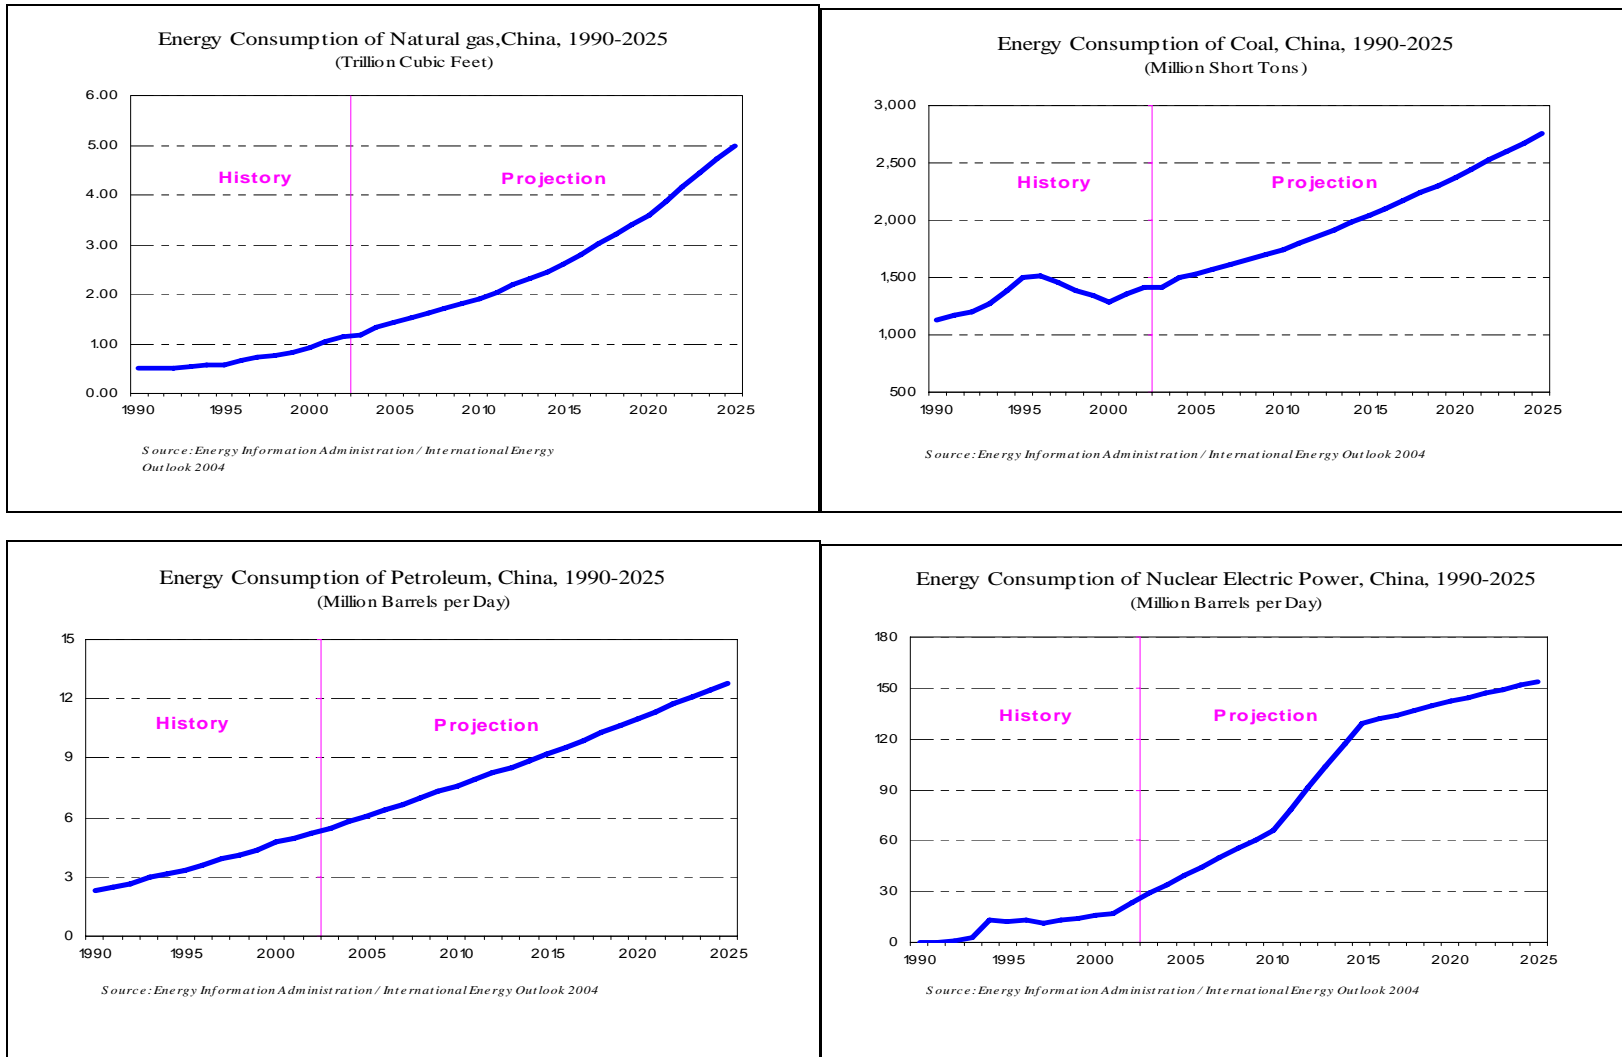 Energy Consumption of Natural gas,China, 1990-2025
(Trillion Cubic Feet)
6.00
5.00
4.00
3.00
2.00
1.00
0.00
History
Projection
1990 1995 2000 2005 2010 2015 2020 2025
Source:Energy Information Administration / International Energy
Outlook 2004
Energy Consumption of Coal, China, 1990-2025
(Million Short Tons)
3,000
2,500
2,000
1,500
1,000
500
History
Projection
1990 1995 2000 2005 2010 2015 2020 2025
Source:Energy Information Administration / International Energy Outlook 2004
Energy Consumption of Petroleum, China, 1990-2025
(Million Barrels per Day)
15
12
9
6
3
0
History
Projection
1990 1995 2000 2005 2010 2015 2020 2025
Source:Energy Information Administration / International Energy Outlook 2004
Energy Consumption of Nuclear Electric Power, China, 1990-2025
(Million Barrels per Day)
180
150
120
90
60
30
0
History
Projection
1990 1995 2000 2005 2010 2015 2020 2025
Source:Energy Information Administration / International Energy Outlook 2004